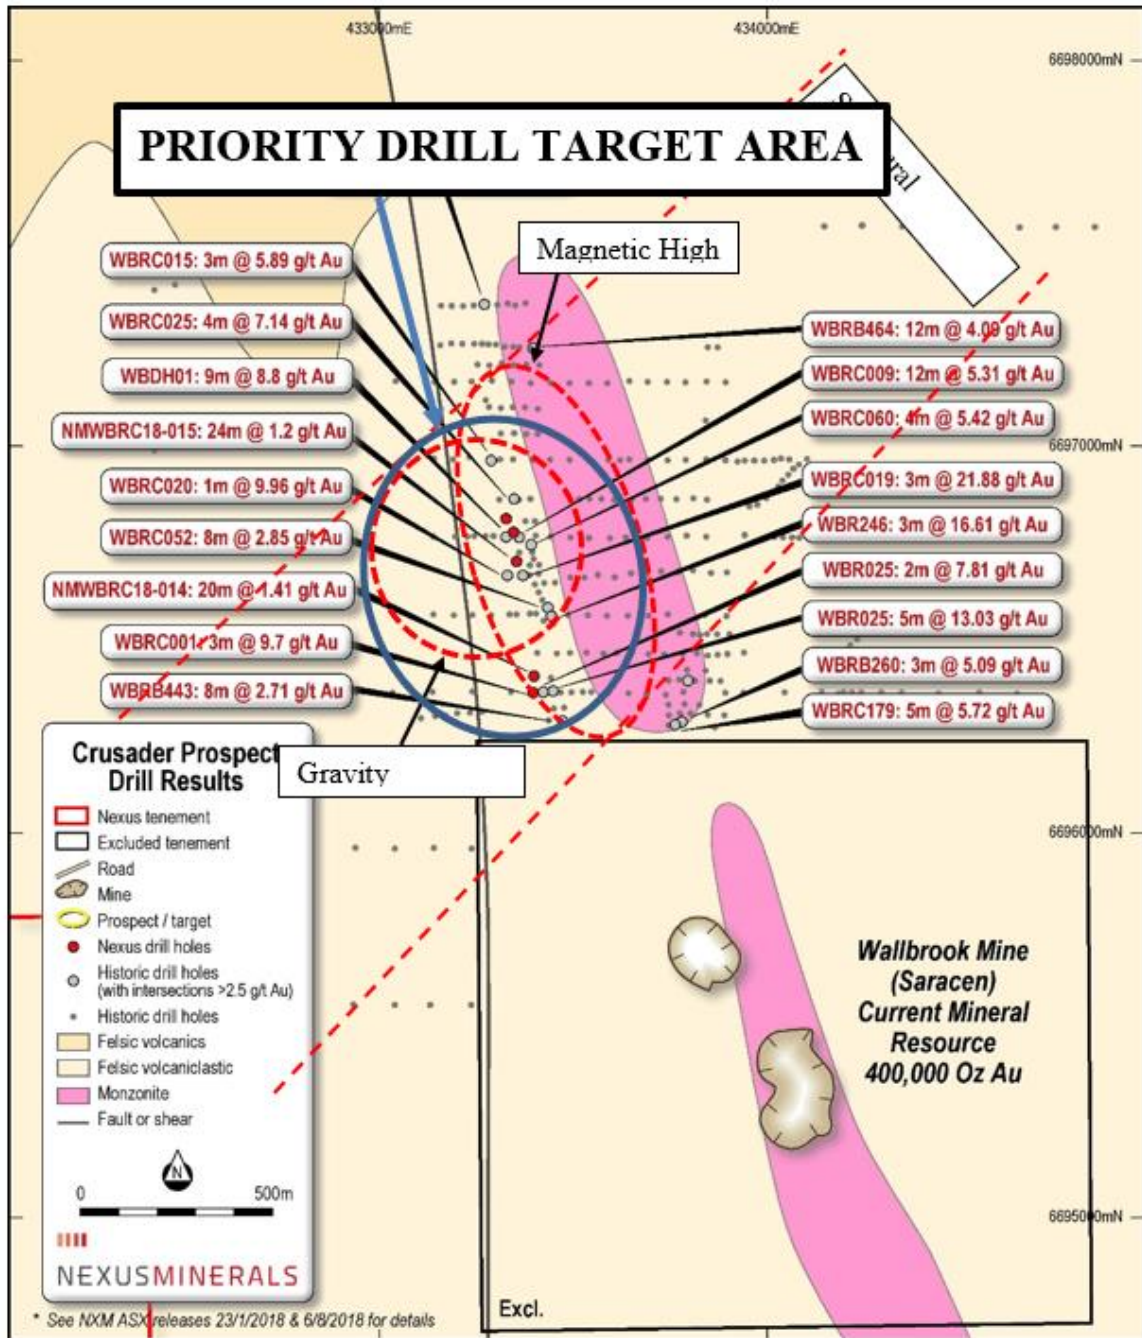 433000mE
434000mE
6698000mN
PRIORITY DRILL TARGET AREA
ural
Magnetic High
WBRC015: 3m @ 5.89 g/t Au
WBRC025: 4m @ 7.14 g/t Au
WBDH01: 9m @ 8.8 g/t Au
NMWBRC18-015: 24m @ 1.2 g/t Au
WBRC020: 1m @ 9.96 g/t Au
WBRC052: 8m @ 2.85 g/t Au
NMWBRC18-014: 20m @ 1.41 g/t Au
WBRC001: 3m @ 9.7 g/t Au
WBRB443: 8m @ 2.71 g/t Au
WBRB464: 12m @ 4.09 g/t Au
WBRC009: 12m @ 5.31 g/t Au
WBRC060: 4m @ 5.42 g/t Au
6697000mN
WBRC019: 3m @ 21.88 g/t Au
WBR246: 3m @ 16.61 g/t Au
WBR025: 2m @ 7.81 g/t Au
WBR025: 5m @ 13.03 g/t Au
WBRB260: 3m @ 5.09 g/t Au
WBRC179: 5m @ 5.72 g/t Au
Gravity
Crusader Prospect
Drill Results
Nexus tenement
Excluded tenement
Road
Mine
Prospect / target
Nexus drill holes
Historic drill holes
(with intersections >2.5 g/t Au)
Historic drill holes
Felsic volcanics
Felsic volcaniclastic
Monzonite
Fault or shear
N
0 500m
NEXUSMINERALS
* See NXM ASX releases 23/1/2018 & 6/8/2018 for details
6696000mN
Wallbrook Mine
(Saracen)
Current Mineral
Resource
400,000 Oz Au
6695000mN
Excl.